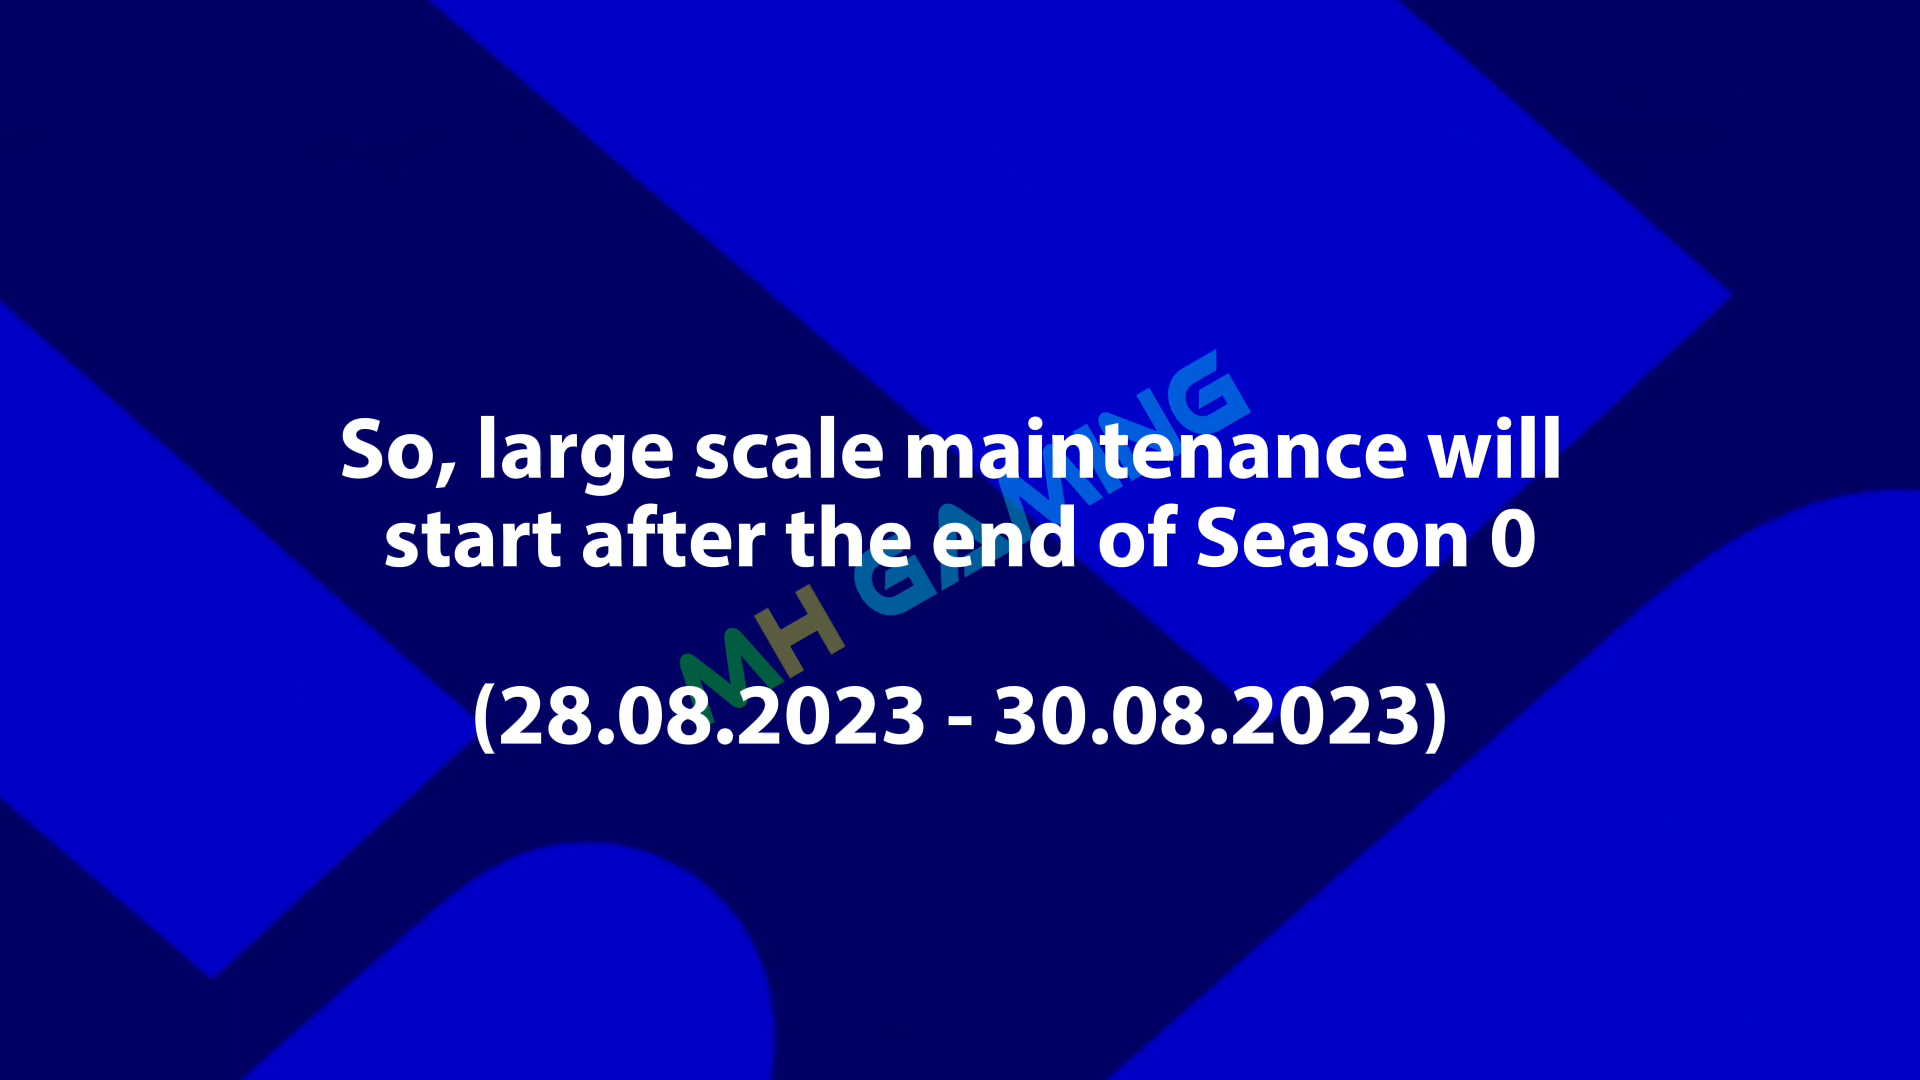 So, large scale maintenance will
start after the end of Season 0
MH GAMING
(28.08.2023 - 30.08.2023)